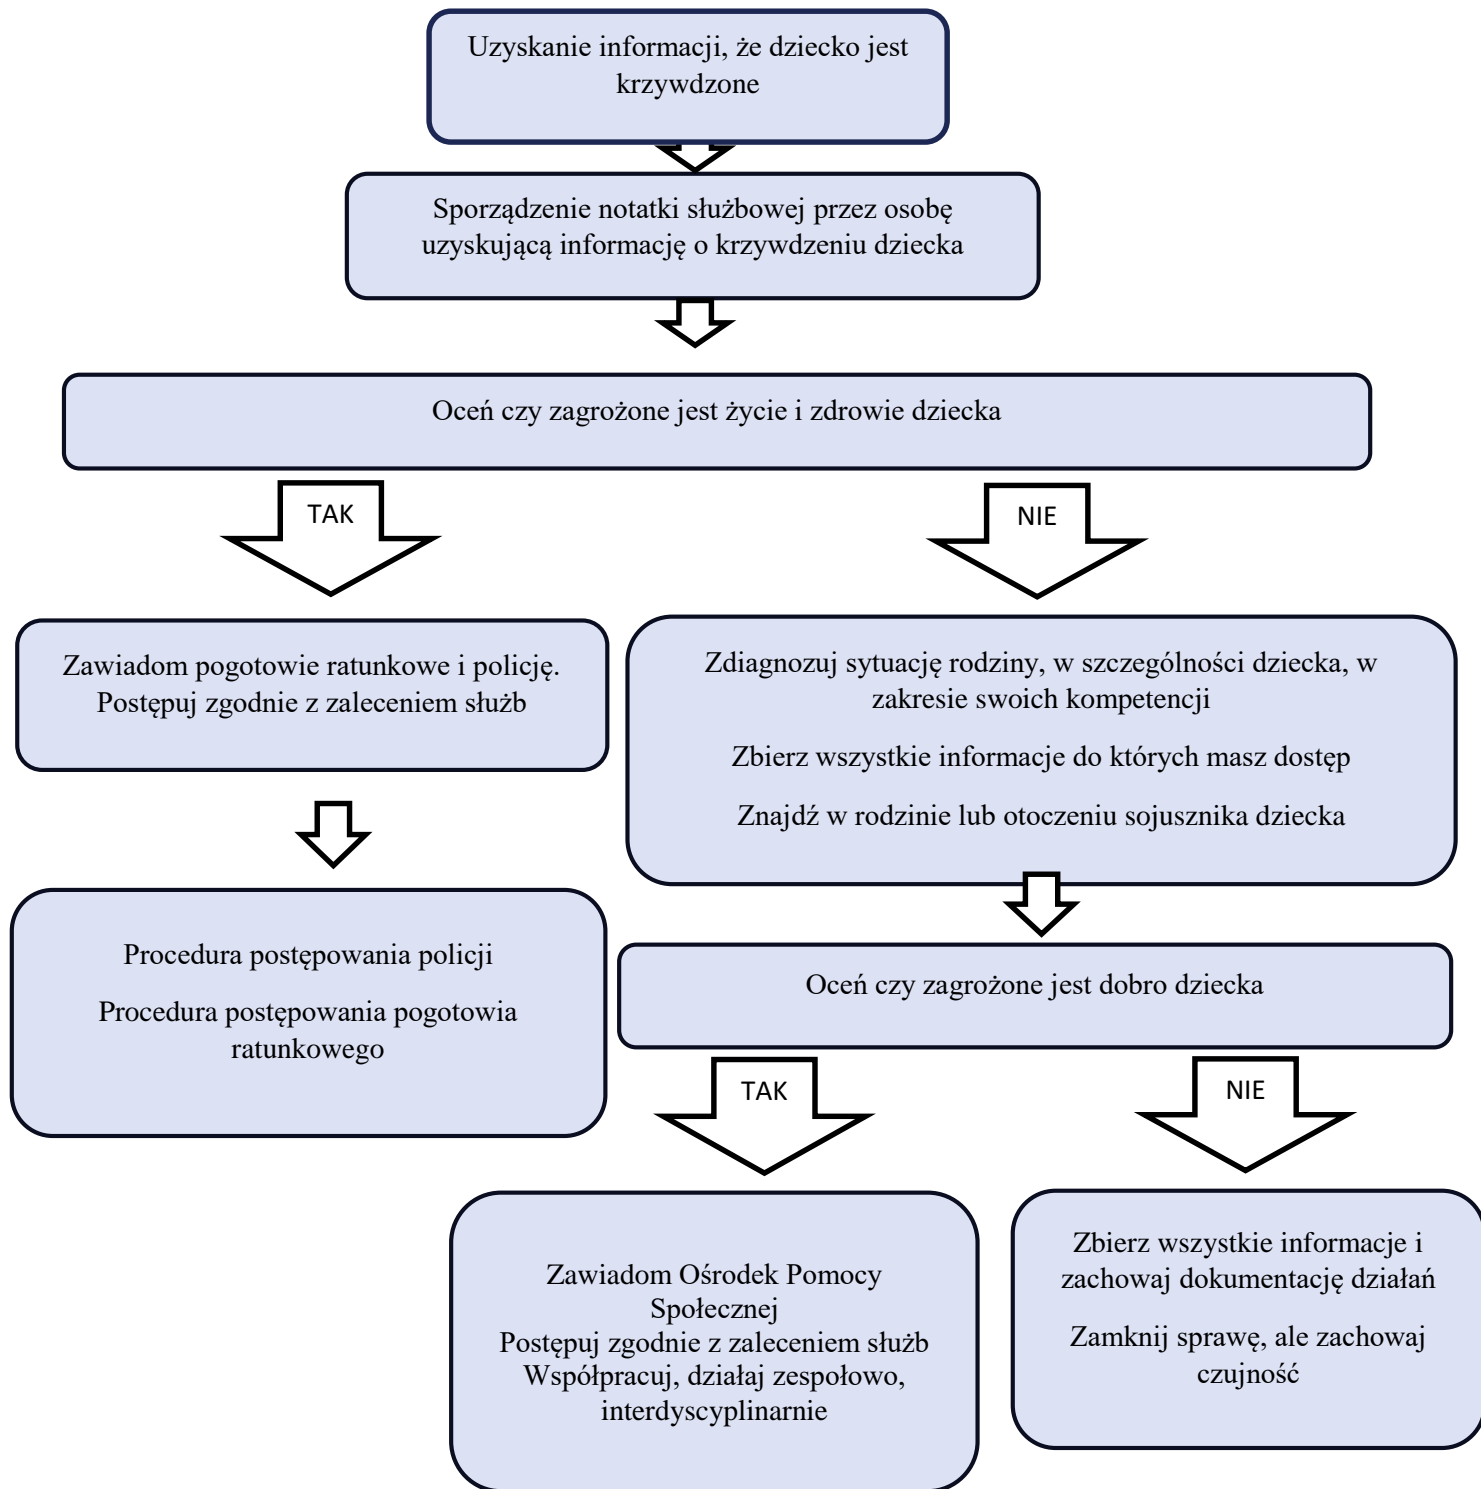 Uzyskanie informacji, że dziecko jest
krzywdzone
Sporządzenie notatki służbowej przez osobę
uzyskującą informację o krzywdzeniu dziecka
Oceń czy zagrożone jest życie i zdrowie dziecka
TAK
NIE
Zawiadom pogotowie ratunkowe i policję.
Postępuj zgodnie z zaleceniem służb
Zdiagnozuj sytuację rodziny, w szczególności dziecka, w
zakresie swoich kompetencji
Zbierz wszystkie informacje do których masz dostęp
Znajdź w rodzinie lub otoczeniu sojusznika dziecka
Procedura postępowania policji
Procedura postępowania pogotowia
ratunkowego
Oceń czy zagrożone jest dobro dziecka
TAK
NIE
Zawiadom Ośrodek Pomocy
Społecznej
Postępuj zgodnie z zaleceniem służb
Współpracuj, działaj zespołowo,
interdyscyplinarnie
Zbierz wszystkie informacje i
zachowaj dokumentację działań
Zamknij sprawę, ale zachowaj
czujność